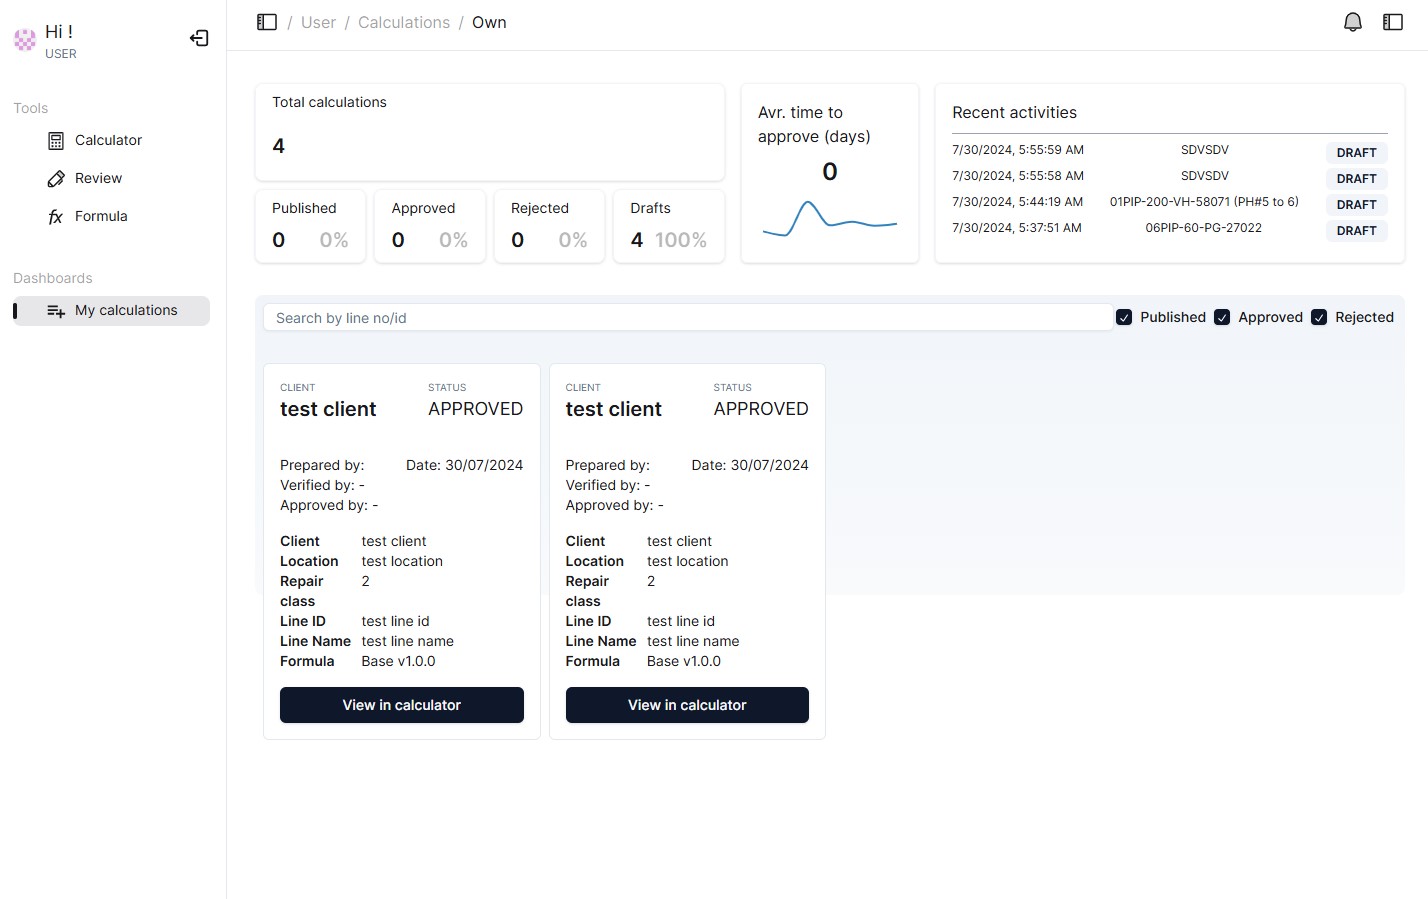 Hi !
USER
Tools
Calculator
Review
Formula
Dashboards
My calculations
/ User / Calculations / Own
Total calculations
4
Published
0 0%
Approved
0 0%
Rejected
0 0%
Drafts
4 100%
Avr. time to
approve (days)
0
Recent activities
7/30/2024, 5:55:59 AM SDVSDV DRAFT
7/30/2024, 5:55:58 AM SDVSDV DRAFT
7/30/2024, 5:44:19 AM 01PIP-200-VH-58071 (PH#5 to 6) DRAFT
7/30/2024, 5:37:51 AM 06PIP-60-PG-27022 DRAFT
Search by line no/id
Published Approved Rejected
CLIENT STATUS
test client APPROVED
Prepared by: Date: 30/07/2024
Verified by: -
Approved by: -
Client test client
Location test location
Repair 2
class
Line ID test line id
Line Name test line name
Formula Base v1.0.0
View in calculator
CLIENT STATUS
test client APPROVED
Prepared by: Date: 30/07/2024
Verified by: -
Approved by: -
Client test client
Location test location
Repair 2
class
Line ID test line id
Line Name test line name
Formula Base v1.0.0
View in calculator